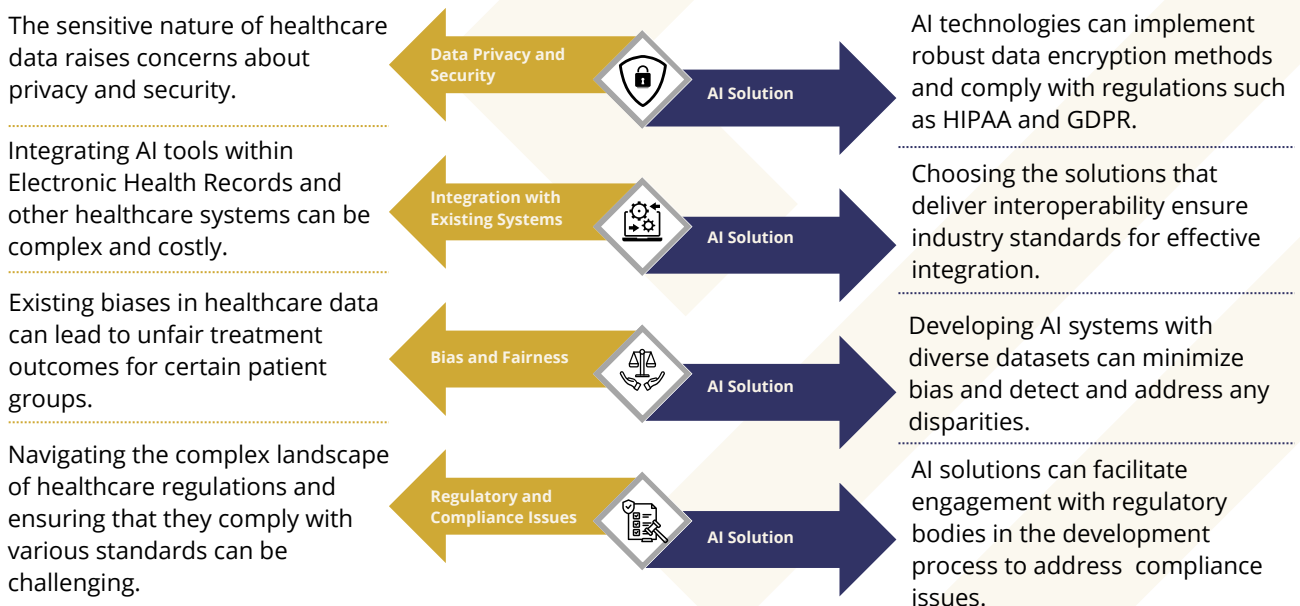 The sensitive nature of healthcare
data raises concerns about
privacy and security.
Data Privacy and
Security
AI Solution
AI technologies can implement
robust data encryption methods
and comply with regulations such
as HIPAA and GDPR.
Integrating AI tools within
Electronic Health Records and
other healthcare systems can be
complex and costly.
Integration with
Existing Systems
AI Solution
Choosing the solutions that
deliver interoperability ensure
industry standards for effective
integration.
Existing biases in healthcare data
can lead to unfair treatment
outcomes for certain patient
groups.
Bias and Fairness
AI Solution
Developing AI systems with
diverse datasets can minimize
bias and detect and address any
disparities.
Navigating the complex landscape
of healthcare regulations and
ensuring that they comply with
various standards can be
challenging.
Regulatory and
Compliance Issues
AI Solution
AI solutions can facilitate
engagement with regulatory
bodies in the development
process to address  compliance
issues.